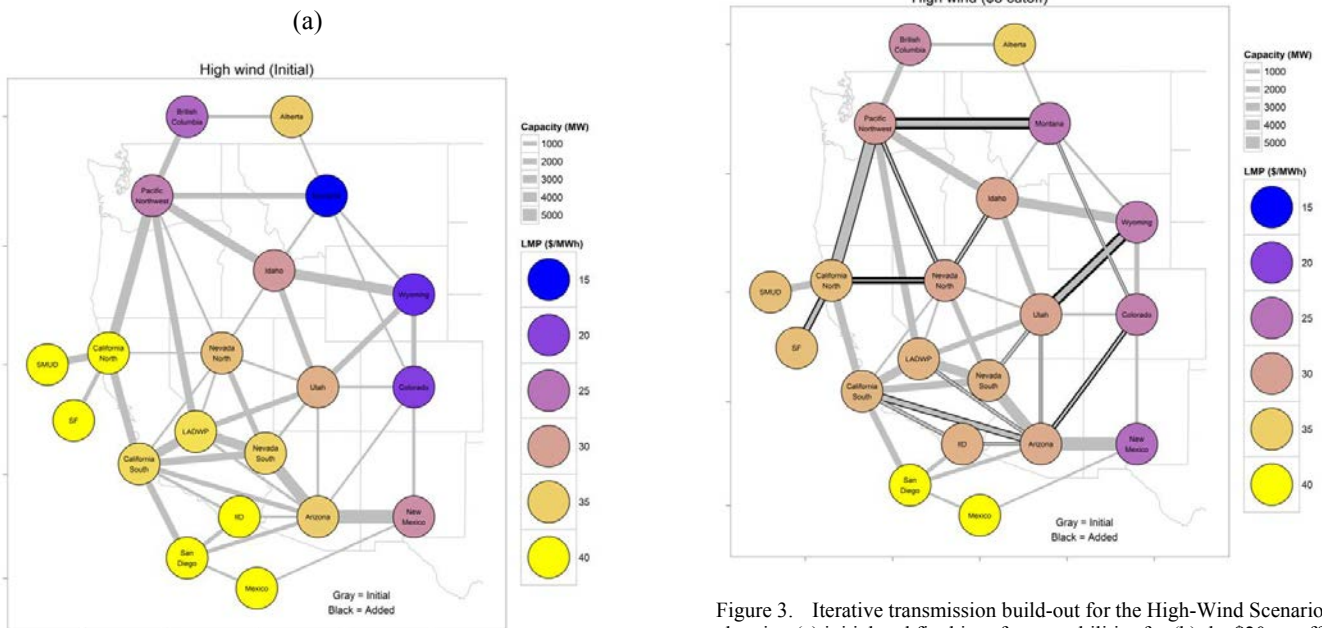 (a)
High wind (Initial)
British
Columbia
Alberta
Pacific
Northwest
Idaho
Wyoming
California
North
Nevada
North
SMUD
Utah
Colorado
SF
LADWP
California
South
Nevada
South
IID
Arizona
New
Mexico
San
Diego
Mexico
Gray = Initial
Black = Added
Capacity (MW)
1000
2000
3000
4000
5000
LMP ($/MWh)
15
20
25
30
35
40
British
Columbia
Alberta
Pacific
Northwest
Montana
Idaho
Wyoming
California
North
Nevada
North
SMUD
Utah
Colorado
SF
LADWP
Nevada
South
California
South
IID
Arizona
New
Mexico
San
Diego
Mexico
Gray = Initial
Black = Added
Capacity (MW)
1000
2000
3000
4000
5000
LMP ($/MWh)
15
20
25
30
35
40
Figure 3. Iterative transmission build-out for the High-Wind Scenario